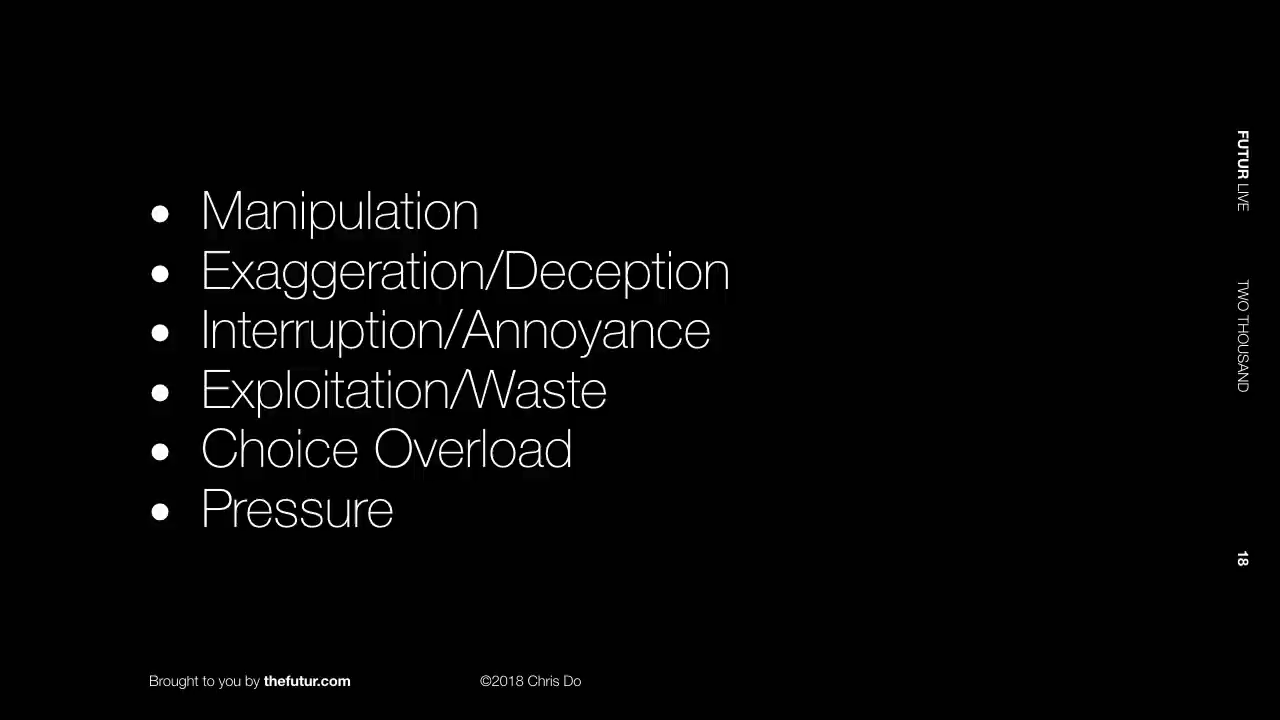 • Manipulation
• Exaggeration/Deception
• Interruption/Annoyance
• Exploitation/Waste
• Choice Overload
• Pressure
FUTUR LIVE
TWO THOUSAND
18
Brought to you by thefutur.com
©2018 Chris Do